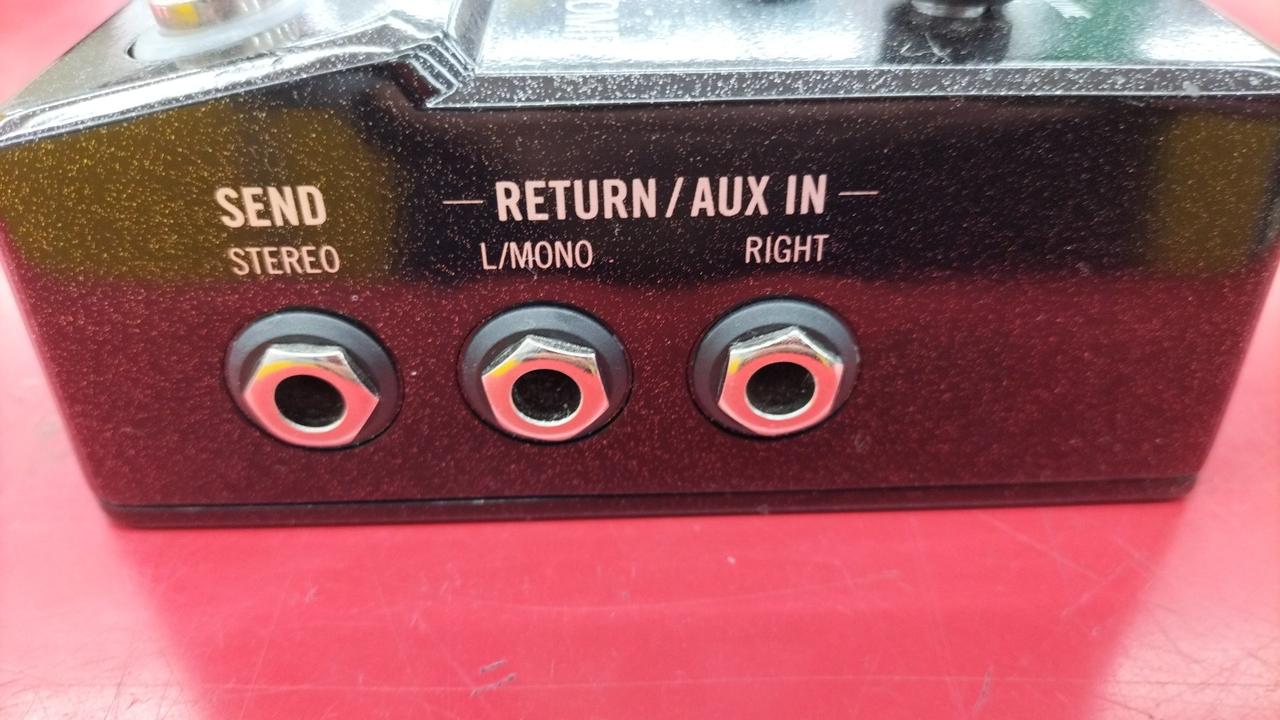 SEND
STEREO
RETURN/AUX IN
L/MONO
RIGHT